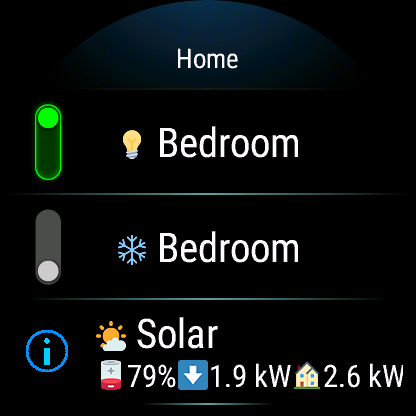 Home
💡 Bedroom
❄ Bedroom
🌤 Solar
🪫79%⬇1.9 kW🏠2.6 kW